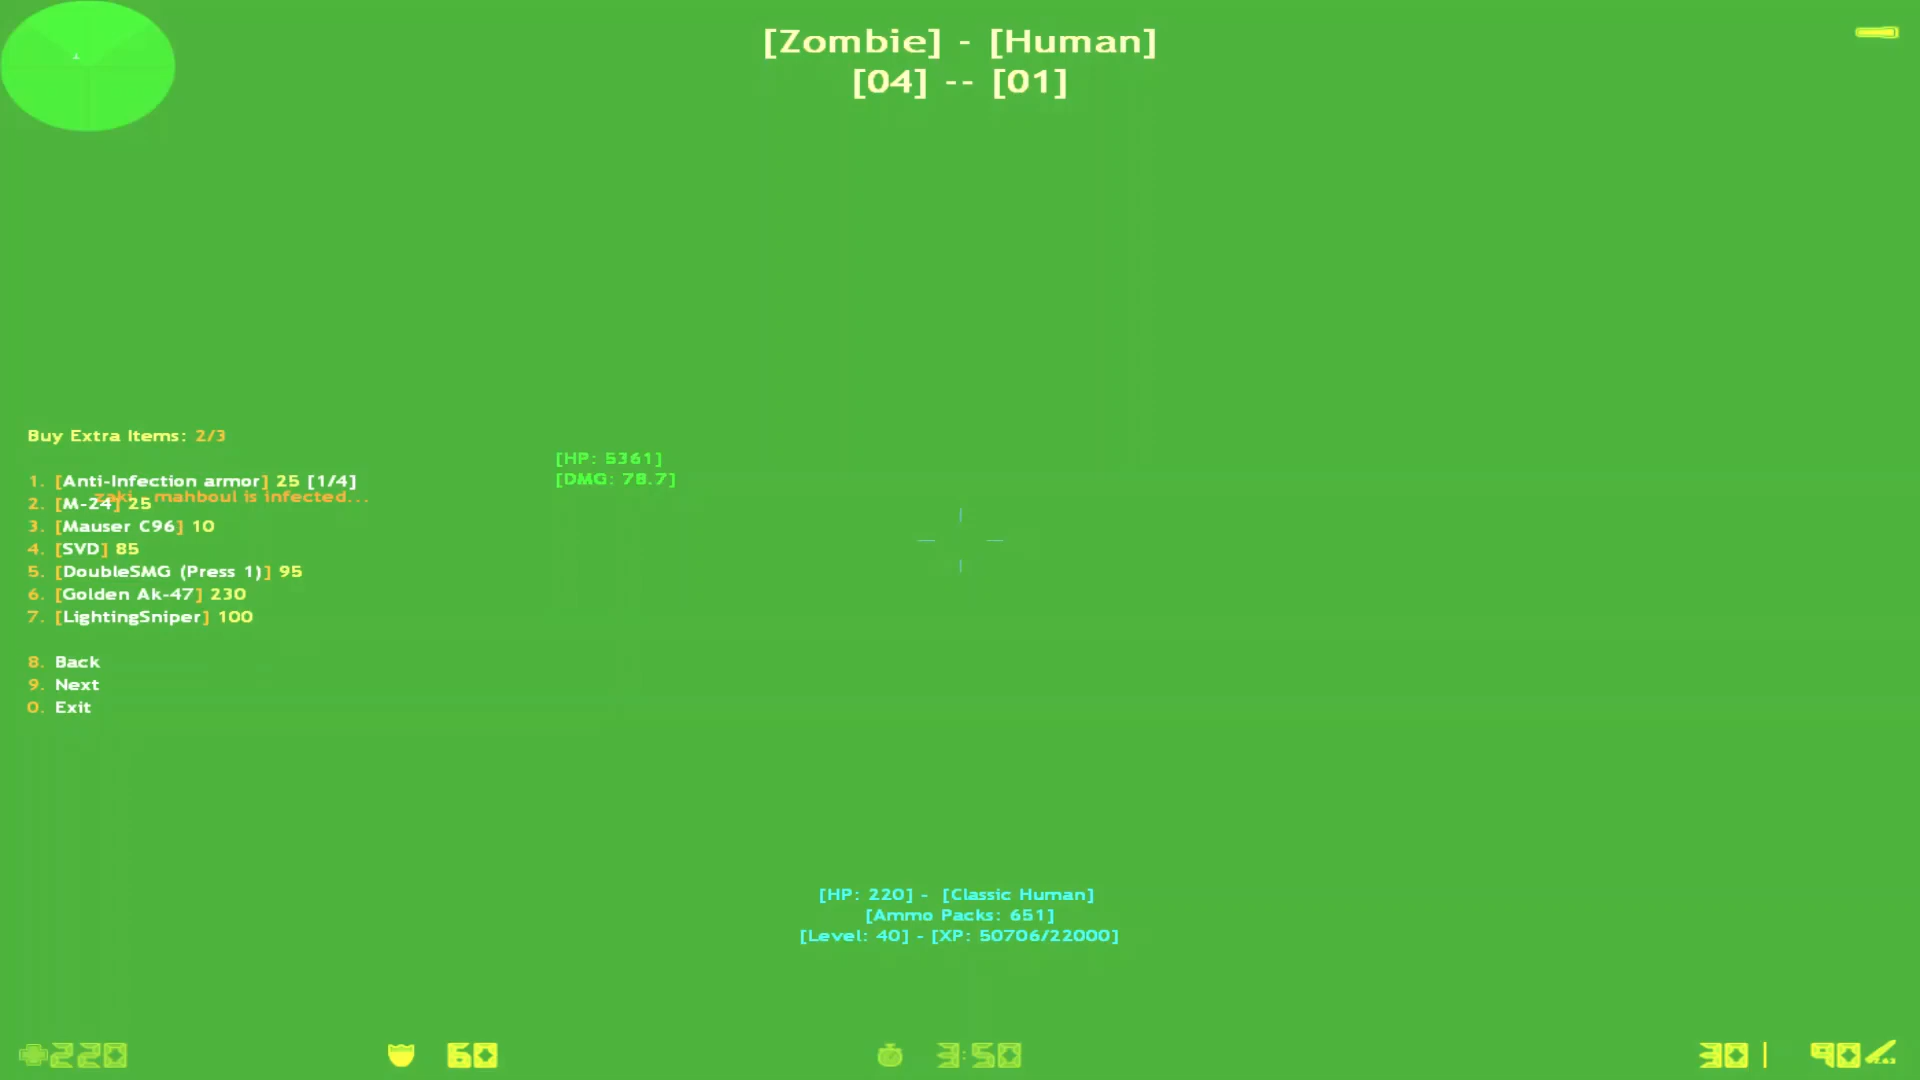 [Zombie] - [Human]
[04] -- [01]
Buy Extra Items: 2/3
1. [Anti-Infection armor] 25 [1/4]
zaki_ mahboul is infected...
2. [M-24] 25
3. [Mauser C96] 10
4. [SVD] 85
5. [DoubleSMG (Press 1)] 95
6. [Golden Ak-47] 230
7. [LightingSniper] 100
8. Back
9. Next
0. Exit
[HP: 5361]
[DMG: 78.7]
[HP: 220] - [Classic Human]
[Ammo Packs: 651]
[Level: 40] - [XP: 50706/22000]
220 60 3:50 30 | 90 7.62